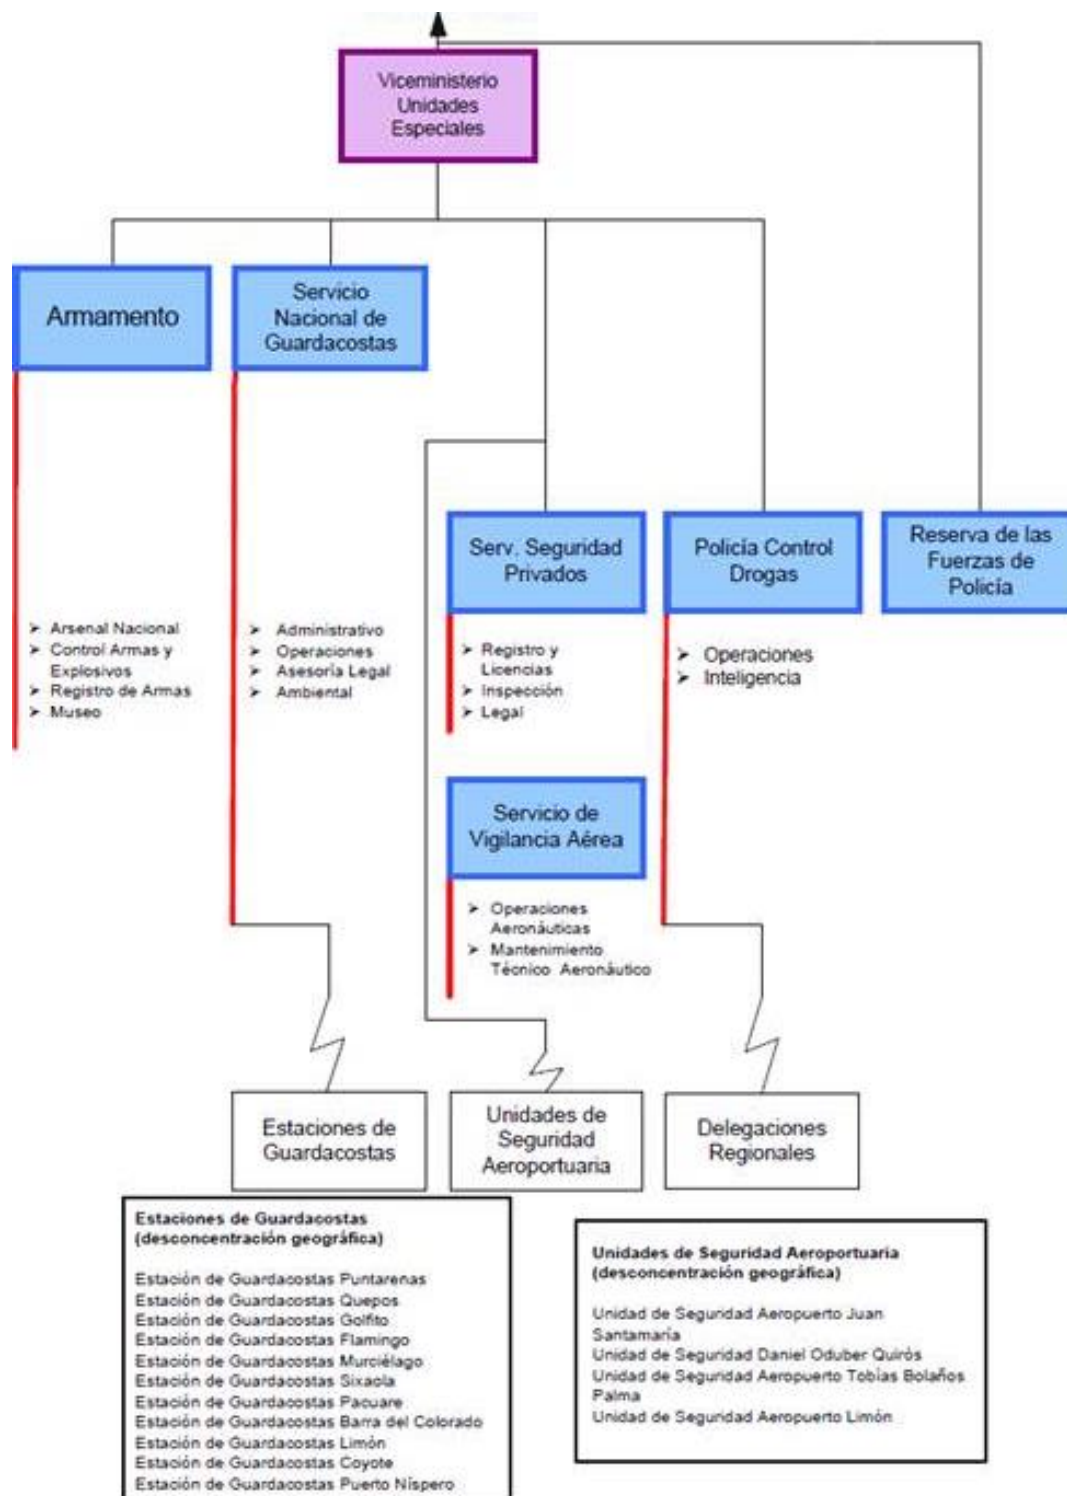 Viceministerio
Unidades
Especiales
Armamento
Servicio
Nacional de
Guardacostas
Serv. Seguridad
Privados
Policía Control
Drogas
Reserva de las
Fuerzas de
Policía
➢ Arsenal Nacional
➢ Control Armas y
Explosivos
➢ Registro de Armas
➢ Museo
➢ Administrativo
➢ Operaciones
➢ Asesoría Legal
➢ Ambiental
➢ Registro y
Licencias
➢ Inspección
➢ Legal
➢ Operaciones
➢ Inteligencia
Servicio de
Vigilancia Aérea
➢ Operaciones
Aeronáuticas
➢ Mantenimiento
Técnico Aeronáutico
Estaciones de
Guardacostas
Unidades de
Seguridad
Aeroportuaria
Delegaciones
Regionales
Estaciones de Guardacostas
(desconcentración geográfica)
Estación de Guardacostas Puntarenas
Estación de Guardacostas Quepos
Estación de Guardacostas Golfito
Estación de Guardacostas Flamingo
Estación de Guardacostas Murciélago
Estación de Guardacostas Sixaola
Estación de Guardacostas Pacuare
Estación de Guardacostas Barra del Colorado
Estación de Guardacostas Limón
Estación de Guardacostas Coyote
Estación de Guardacostas Puerto Níspero
Unidades de Seguridad Aeroportuaria
(desconcentración geográfica)
Unidad de Seguridad Aeropuerto Juan
Santamaría
Unidad de Seguridad Daniel Oduber Quirós
Unidad de Seguridad Aeropuerto Tobías Bolaños
Palma
Unidad de Seguridad Aeropuerto Limón